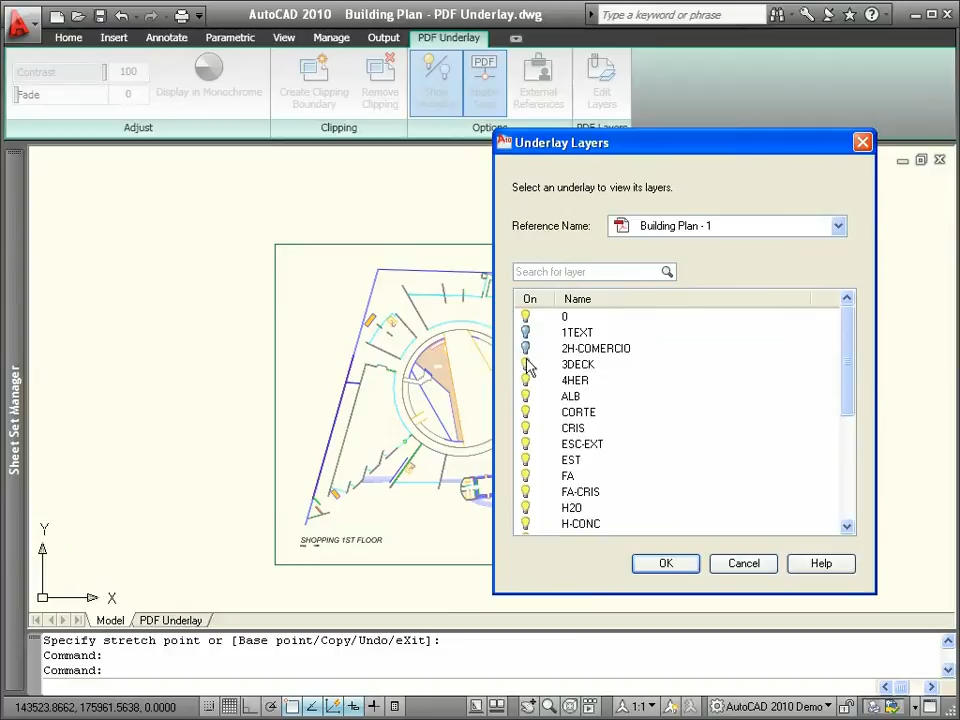 AutoCAD 2010 Building Plan - PDF Underlay.dwg
Type a keyword or phrase
Home Insert Annotate Parametric View Manage Output PDF Underlay
Contrast 100
Fade 0
Display in Monochrome
Create Clipping Boundary
Remove Clipping
Show
Enable
External References
Edit Layers
PDF
Adjust Clipping Options PDF Layers
Underlay Layers
Select an underlay to view its layers.
Reference Name: Building Plan - 1
Search for layer
On Name
0
1TEXT
2H-COMERCIO
3DECK
4HER
ALB
CORTE
CRIS
ESC-EXT
EST
FA
FA-CRIS
H2O
H-CONC
OK Cancel Help
Sheet Set Manager
SHOPPING 1ST FLOOR
Y
X
Model PDF Underlay
Specify stretch point or [Base point/Copy/Undo/eXit]:
Command:
Command:
143523.8662, 175961.5638, 0.0000
1:1
AutoCAD 2010 Demo